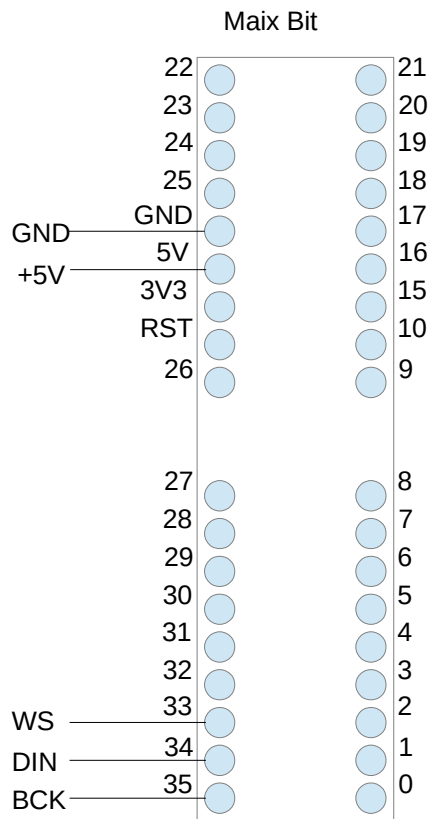 Maix Bit
22 21
23 20
24 19
25 18
GND 17
GND
5V 16
+5V
3V3 15
RST 10
26 9
27 8
28 7
29 6
30 5
31 4
32 3
33 2
WS
34 1
DIN
35 0
BCK